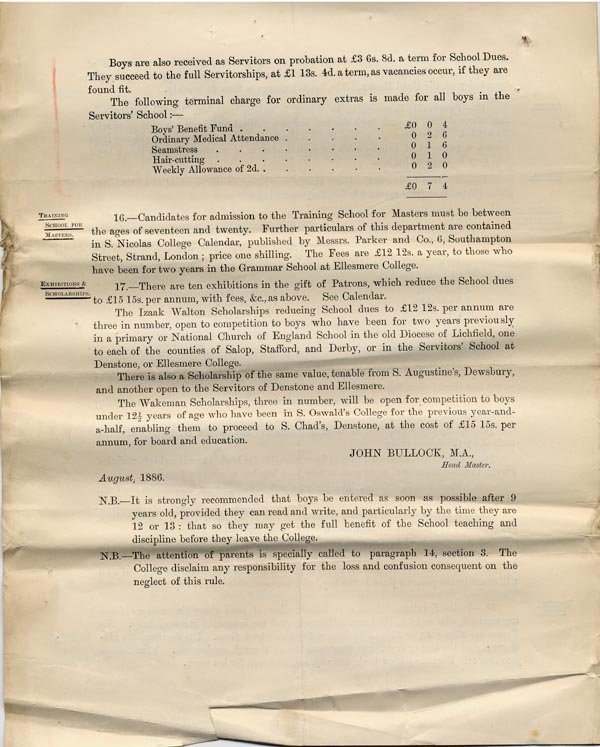 Boys are also received as Servitors on probation at £3 6s. 8d. a term for School Dues.
They succeed to the full Servitorships, at £1 13s. 4d. a term, as vacancies occur, if they are
found fit.
The following terminal charge for ordinary extras is made for all boys in the
Servitors' School :—
Boys' Benefit Fund . . . . . . . £0 0 4
Ordinary Medical Attendance . . . . . 0 2 6
Seamstress . . . . . . . 0 1 6
Hair-cutting . . . . . . . 0 1 0
Weekly Allowance of 2d. . . . . . . 0 2 0
£0 7 4
TRAINING
SCHOOL FOR
MASTERS.
16.—Candidates for admission to the Training School for Masters must be between
the ages of seventeen and twenty. Further particulars of this department are contained
in S. Nicolas College Calendar, published by Messrs. Parker and Co., 6, Southampton
Street, Strand, London ; price one shilling. The Fees are £12 12s. a year, to those who
have been for two years in the Grammar School at Ellesmere College.
EXHIBITIONS &
SCHOLARSHIPS.
17.—There are ten exhibitions in the gift of Patrons, which reduce the School dues
to £15 15s. per annum, with fees, &c., as above. See Calendar.
The Izaak Walton Scholarships reducing School dues to £12 12s. per annum are
three in number, open to competition to boys who have been for two years previously
in a primary or National Church of England School in the old Diocese of Lichfield, one
to each of the counties of Salop, Stafford, and Derby, or in the Servitors' School at
Denstone, or Ellesmere College.
There is also a Scholarship of the same value, tenable from S. Augustine's, Dewsbury,
and another open to the Servitors of Denstone and Ellesmere.
The Wakeman Scholarships, three in number, will be open for competition to boys
under 12½ years of age who have been in S. Oswald's College for the previous year-and-
a-half, enabling them to proceed to S. Chad's, Denstone, at the cost of £15 15s. per
annum, for board and education.
JOHN BULLOCK, M.A.,
Head Master.
August, 1886.
N.B.—It is strongly recommended that boys be entered as soon as possible after 9
years old, provided they can read and write, and particularly by the time they are
12 or 13 : that so they may get the full benefit of the School teaching and
discipline before they leave the College.
N.B.—The attention of parents is specially called to paragraph 14, section 3. The
College disclaim any responsibility for the loss and confusion consequent on the
neglect of this rule.